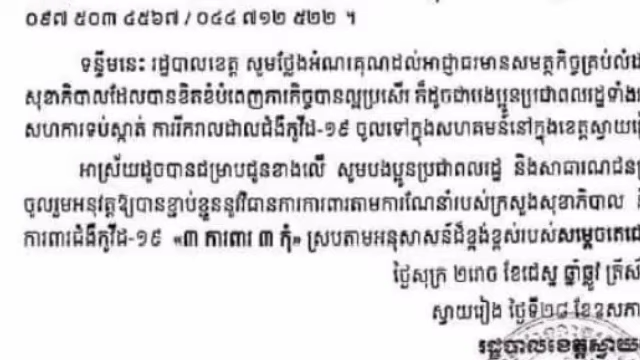 ០៩៧ ៥០៣ ៤៥៦៧ / ០៤៤ ៧១២ ៥២២ ។
ទន្ទឹមនេះ រដ្ឋបាលខេត្ត សូមថ្លែងអំណរគុណដល់អាជ្ញាធរមានសមត្ថកិច្ចគ្រប់លំដ
សុខាភិបាលដែលបានខិតខំបំពេញភារកិច្ចបានល្អប្រសើរ ក៏ដូចជាបងប្អូនប្រជាពលរដ្ឋទាំង
សហការទប់ស្កាត់ ការរីករាលដាលជំងឺកូវីដ-១៩ ចូលទៅក្នុងសហគមន៍នៅក្នុងខេត្តស្វាយរ
អាស្រ័យដូចបានជម្រាបជូនខាងលើ សូមបងប្អូនប្រជាពលរដ្ឋ និងសាធារណជន
ចូលរួមអនុវត្តឱ្យបានខ្ជាប់ខ្ជួននូវវិធានការការពារតាមការណែនាំរបស់ក្រសួងសុខាភិបាល
ការពារជំងឺកូវីដ-១៩ «៣ ការពារ ៣ កុំ» ស្របតាមអនុសាសន៍ដ៏ខ្ពង់ខ្ពស់របស់សម្តេចតេជោ
ថ្ងៃសុក្រ ២រោច ខែជេស្ឋ ឆ្នាំឆ្លូវ ត្រីស័
ស្វាយរៀង ថ្ងៃទី២៨ ខែឧសភា
រដ្ឋបាលខេត្តស្វាយ